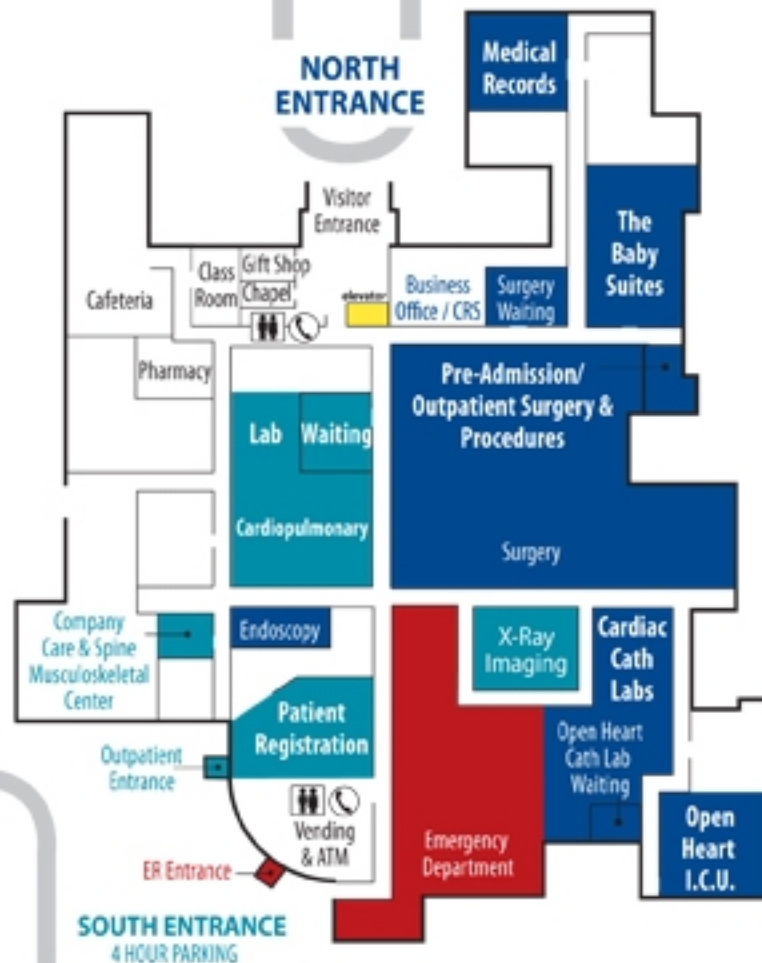 Medical
Records
NORTH
ENTRANCE
Visitor
Entrance
The
Baby
Suites
Gift Shop
Class
Room
Chapel
Cafeteria
elevator
Business
Office / CRS
Surgery
Waiting
Pharmacy
Pre-Admission/
Outpatient Surgery &
Procedures
Lab
Waiting
Cardiopulmonary
Surgery
Company
Care & Spine
Musculoskeletal
Center
Endoscopy
X-Ray
Imaging
Cardiac
Cath
Labs
Patient
Registration
Open Heart
Cath Lab
Waiting
Outpatient
Entrance
Vending
& ATM
Emergency
Department
Open
Heart
I.C.U.
ER Entrance
SOUTH ENTRANCE
4 HOUR PARKING